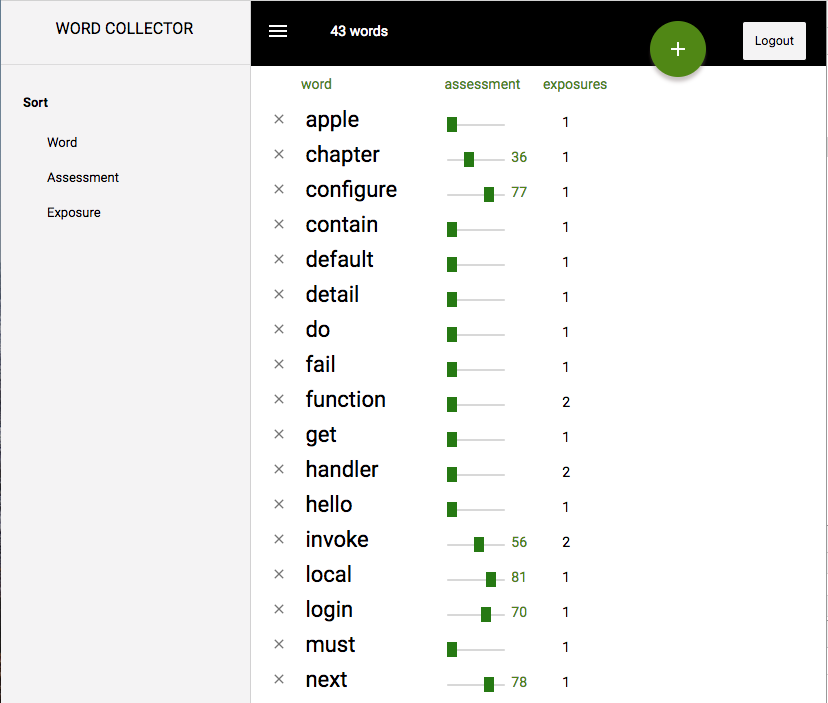 WORD COLLECTOR
Sort
Word
Assessment
Exposure
43 words
+
Logout
word assessment exposures
× apple 1
× chapter 36 1
× configure 77 1
× contain 1
× default 1
× detail 1
× do 1
× fail 1
× function 2
× get 1
× handler 2
× hello 1
× invoke 56 2
× local 81 1
× login 70 1
× must 1
× next 78 1